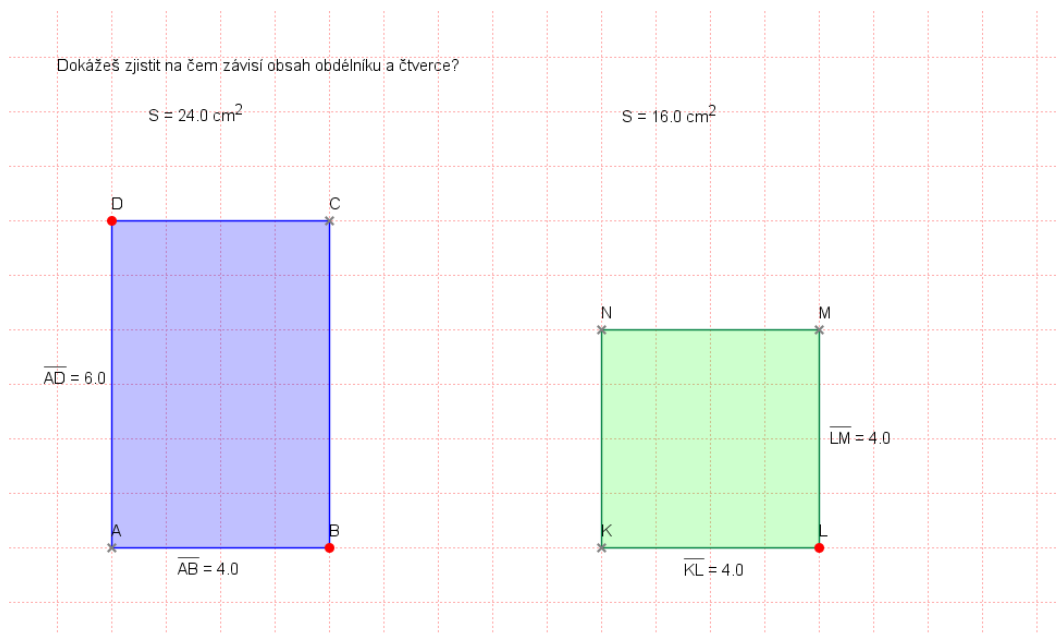 Dokážeš zjistit na čem závisí obsah obdélníku a čtverce?
S = 24.0 cm²
S = 16.0 cm²
D
C
N
M
AD = 6.0
LM = 4.0
A
B
K
L
AB = 4.0
KL = 4.0